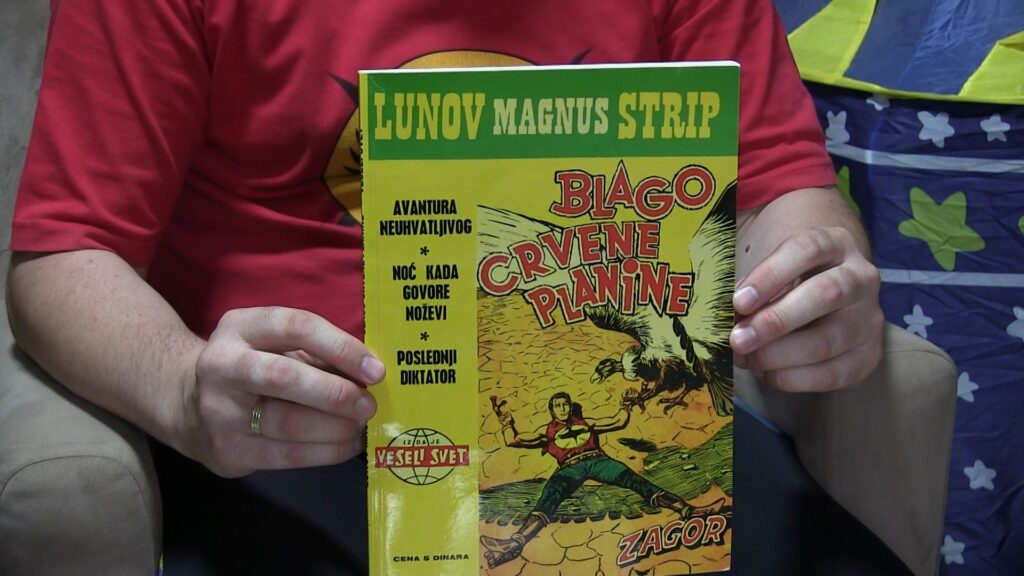 LUNOV MAGNUS STRIP
AVANTURA
NEUHVATLJIVOG
*
NOĆ KADA
GOVORE
NOŽEVI
*
POSLEDNJI
DIKTATOR
BLAGO
CRVENE
PLANINE
IZDAJE
VESELI SVET
CENA 6 DINARA
ZAGOR